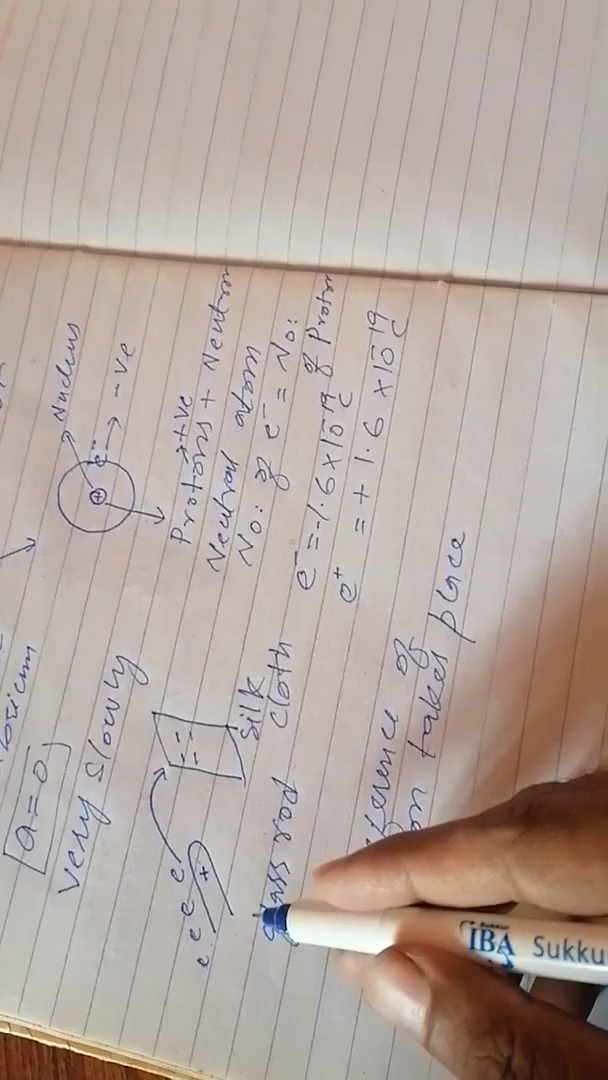 a = 0
very slowly
e e e e
+
Silk
cloth
glass rod
takes place
Nucleus
+
e⁻ → -ve
→ +ve
Protons + Neutron
Neutral atom
No: of e⁻ = No:
of Proton
e⁻ = -1.6 × 10⁻¹⁹ C
e⁺ = + 1.6 × 10⁻¹⁹ C
IBA Sukku